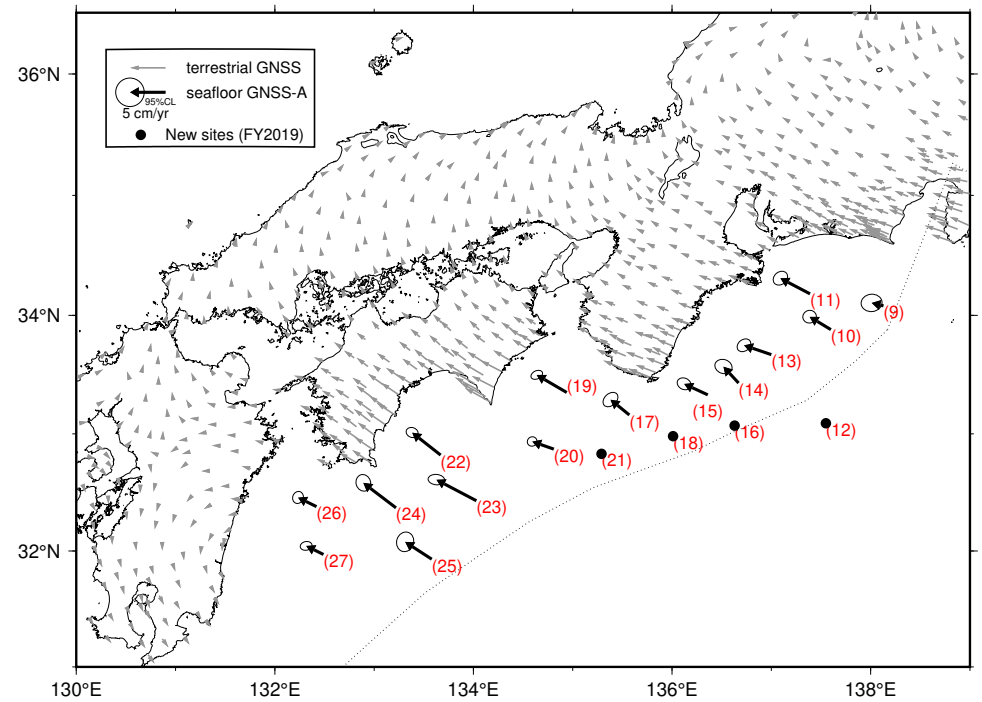 36°N
34°N
32°N
130°E
132°E
134°E
136°E
138°E
terrestrial GNSS
95%CL
seafloor GNSS-A
5 cm/yr
New sites (FY2019)
(11)
(9)
(10)
(13)
(14)
(19)
(15)
(17)
(12)
(16)
(18)
(20)
(21)
(22)
(23)
(26)
(24)
(27)
(25)